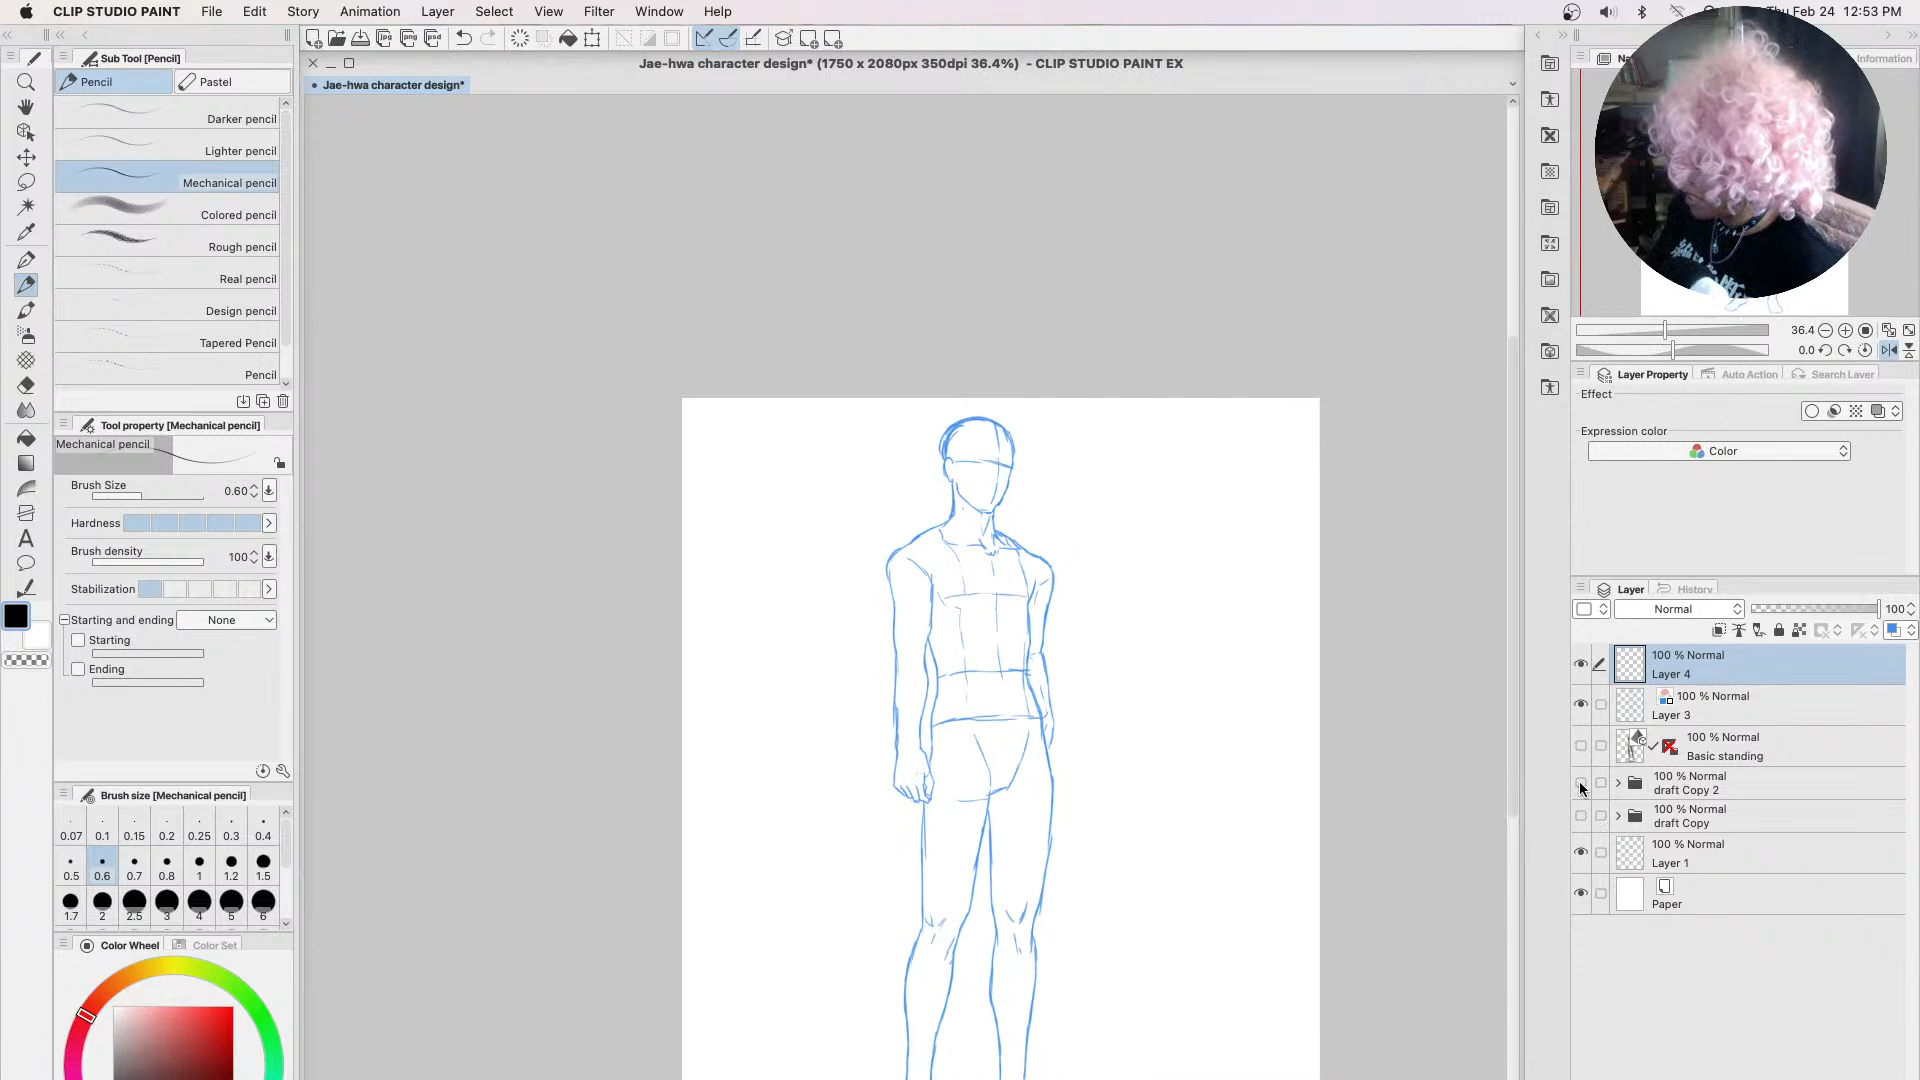 CLIP STUDIO PAINT File Edit Story Animation Layer Select View Filter Window Help
Thu Feb 24 12:53 PM
Sub Tool [Pencil]
Pencil Pastel
Darker pencil
Lighter pencil
Mechanical pencil
Colored pencil
Rough pencil
Real pencil
Design pencil
Tapered Pencil
Pencil
Tool property [Mechanical pencil]
Mechanical pencil
Brush Size 0.60
Hardness
Brush density 100
Stabilization
Starting and ending None
Starting
Ending
Brush size [Mechanical pencil]
0.07 0.1 0.15 0.2 0.25 0.3 0.4
0.5 0.6 0.7 0.8 1 1.2 1.5
1.7 2 2.5 3 4 5 6
Color Wheel Color Set
Jae-hwa character design* (1750 x 2080px 350dpi 36.4%) - CLIP STUDIO PAINT EX
Jae-hwa character design*
Information
36.4
0.0
Layer Property Auto Action Search Layer
Effect
Expression color
Color
Layer History
Normal 100
100 % Normal
Layer 4
100 % Normal
Layer 3
100 % Normal
Basic standing
100 % Normal
draft Copy 2
100 % Normal
draft Copy
100 % Normal
Layer 1
Paper